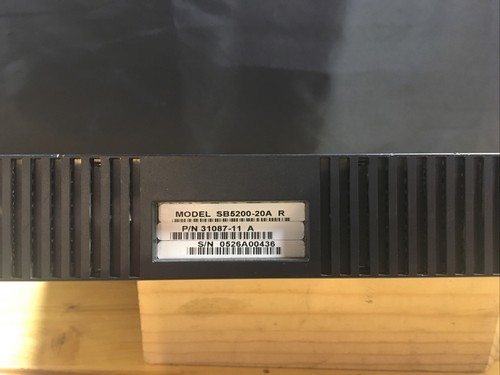 MODEL SB5200-20A R
P/N 31087-11 A
S/N 0526A00436